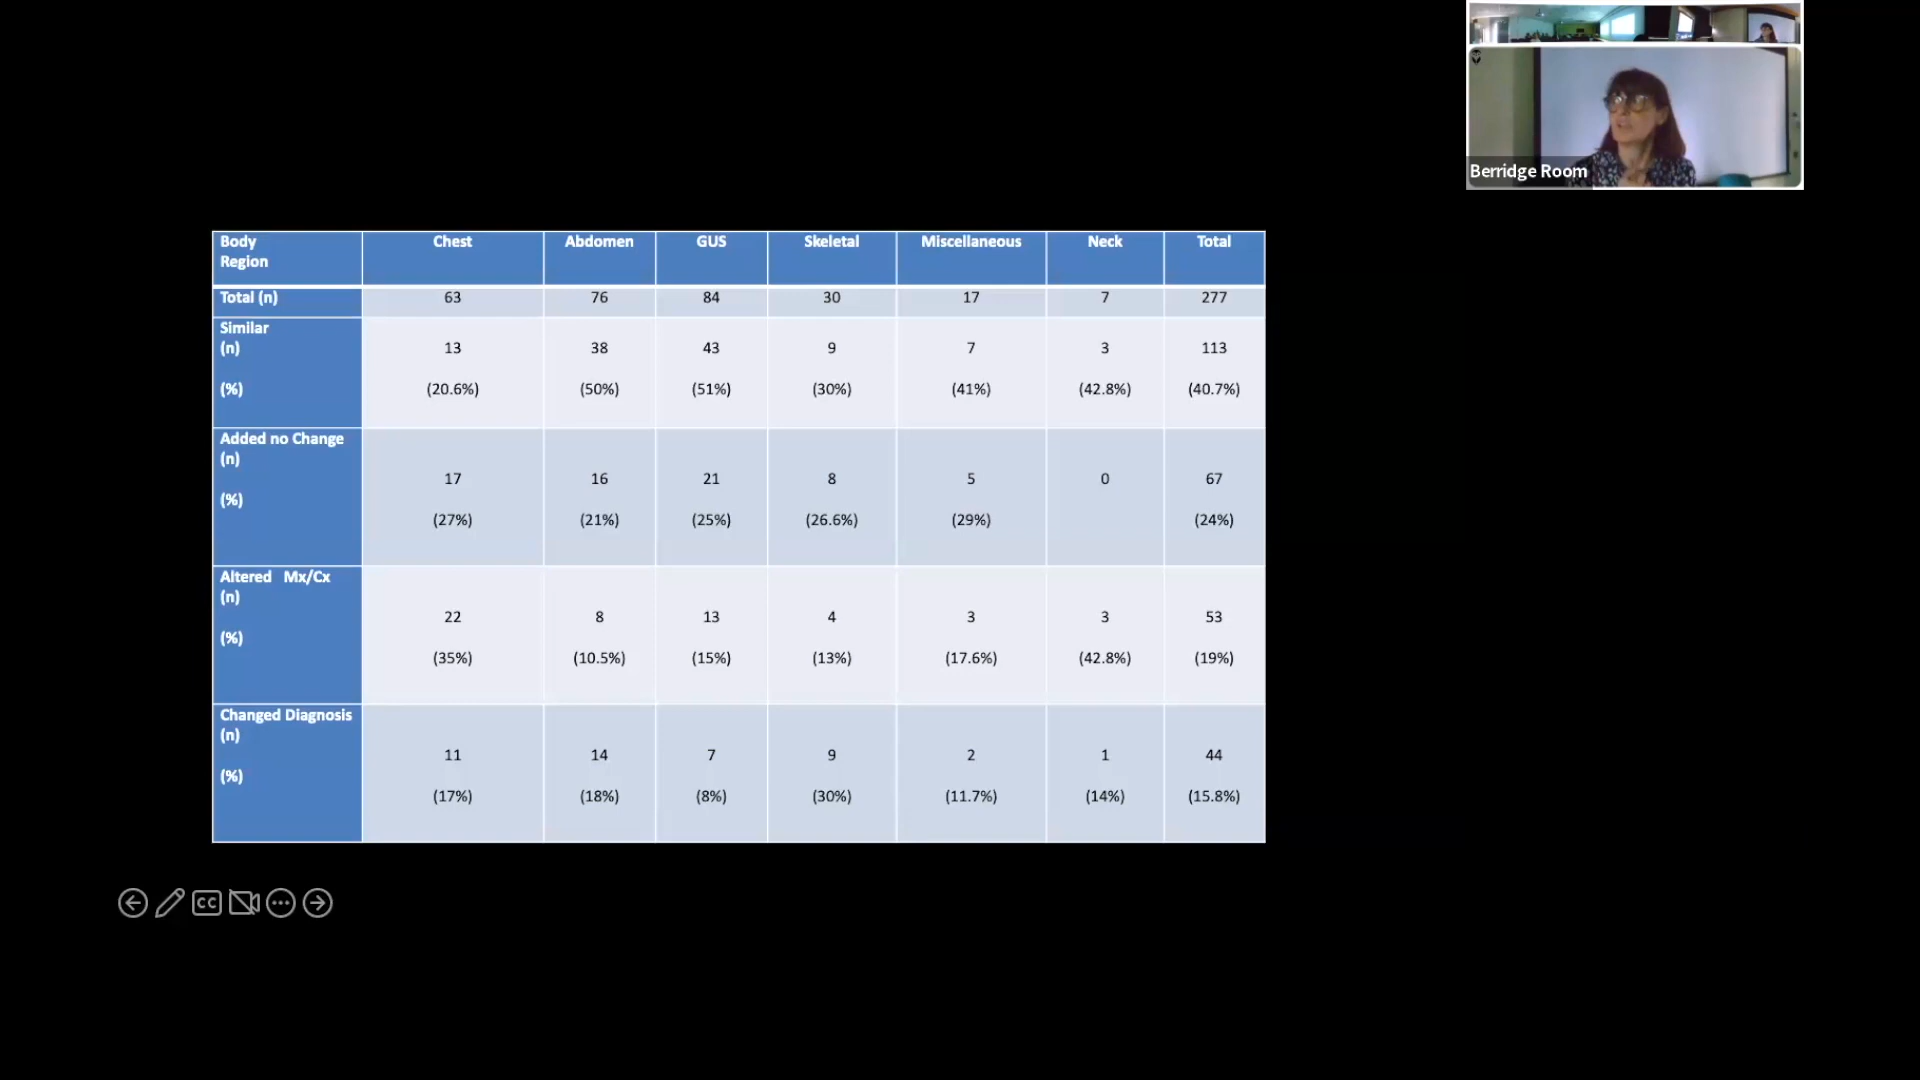 Berridge Room
Body Region Chest Abdomen GUS Skeletal Miscellaneous Neck Total
Total (n) 63 76 84 30 17 7 277
Similar
(n) 13 38 43 9 7 3 113
(%) (20.6%) (50%) (51%) (30%) (41%) (42.8%) (40.7%)
Added no Change
(n) 17 16 21 8 5 0 67
(%) (27%) (21%) (25%) (26.6%) (29%) (24%)
Altered Mx/Cx
(n) 22 8 13 4 3 3 53
(%) (35%) (10.5%) (15%) (13%) (17.6%) (42.8%) (19%)
Changed Diagnosis
(n) 11 14 7 9 2 1 44
(%) (17%) (18%) (8%) (30%) (11.7%) (14%) (15.8%)
CC